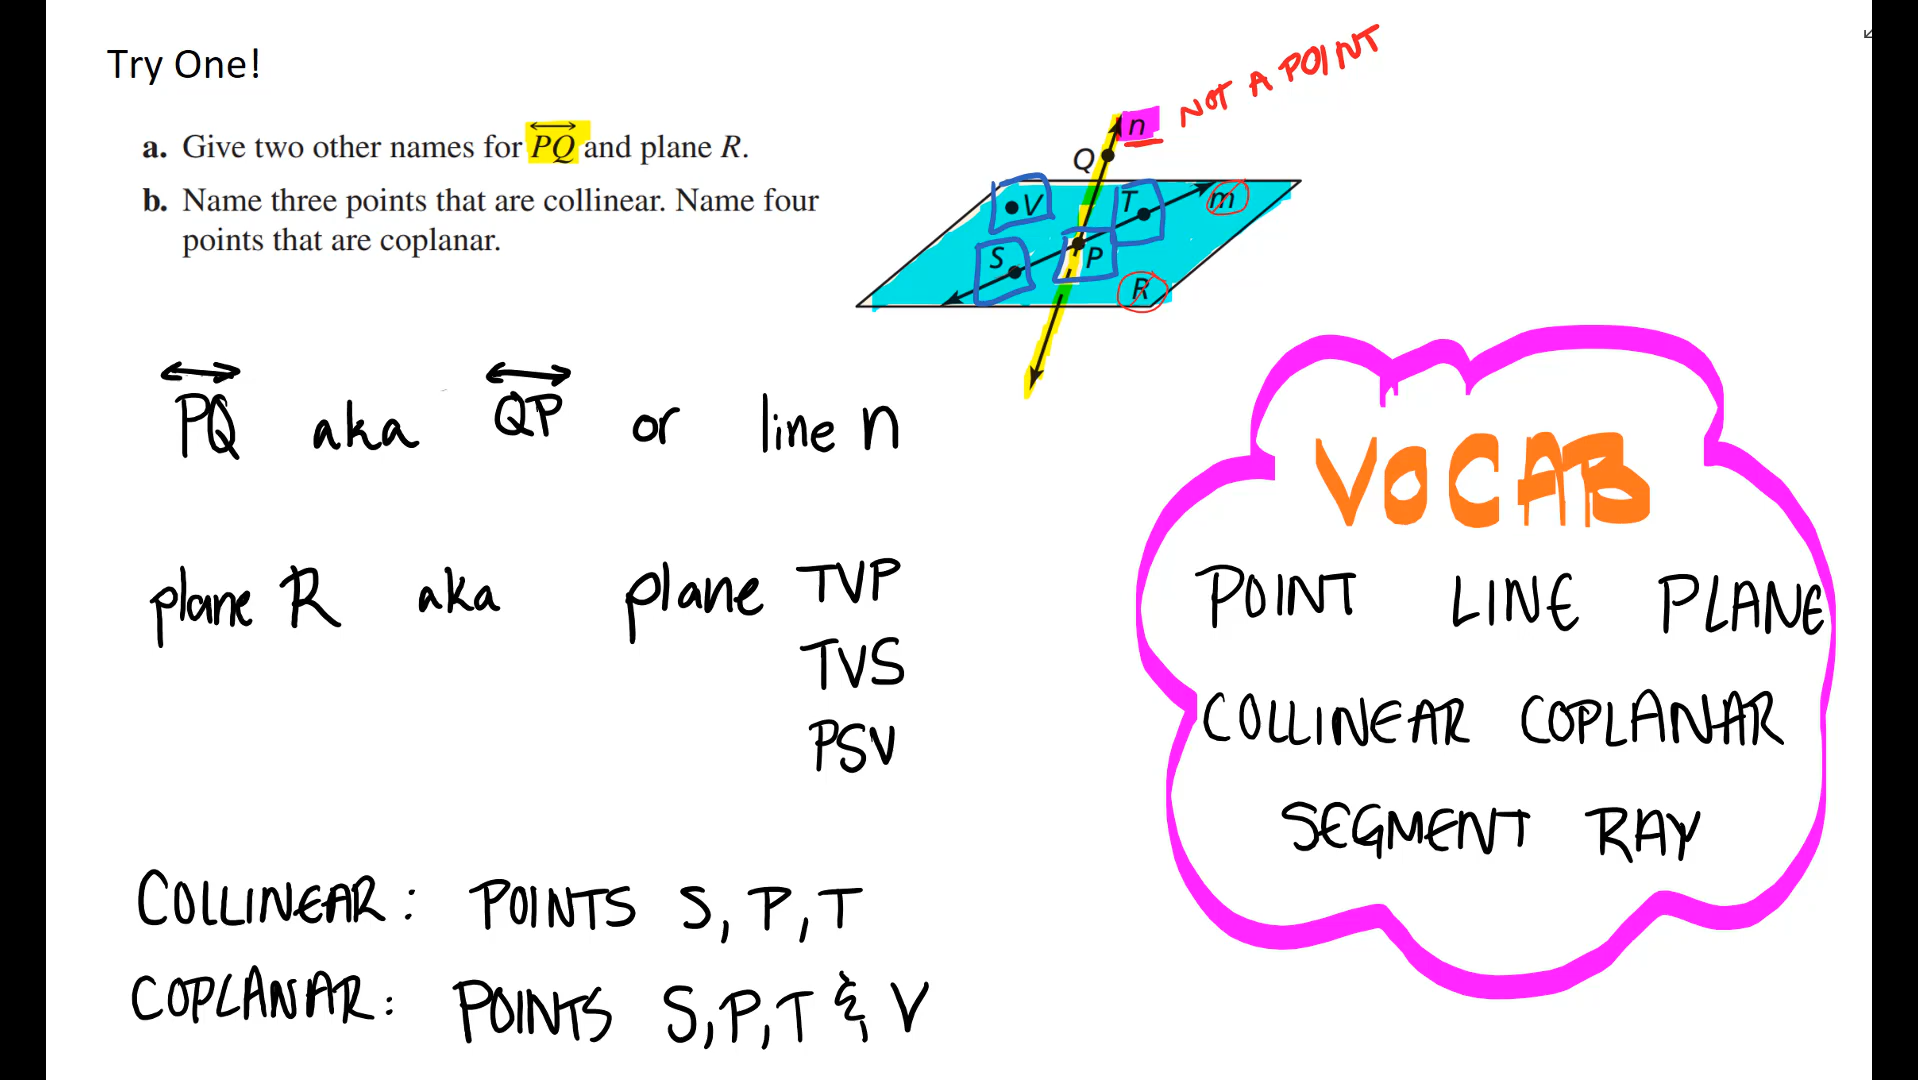 Try One!
a. Give two other names for PQ and plane R.
b. Name three points that are collinear. Name four
points that are coplanar.
n NOT A POINT
Q
V T m
S P
R
PQ aka QP or line n
plane R aka plane TVP
TVS
PSV
COLLINEAR: POINTS S, P, T
COPLANAR: POINTS S, P, T & V
VOCAB
POINT LINE PLANE
COLLINEAR COPLANAR
SEGMENT RAY